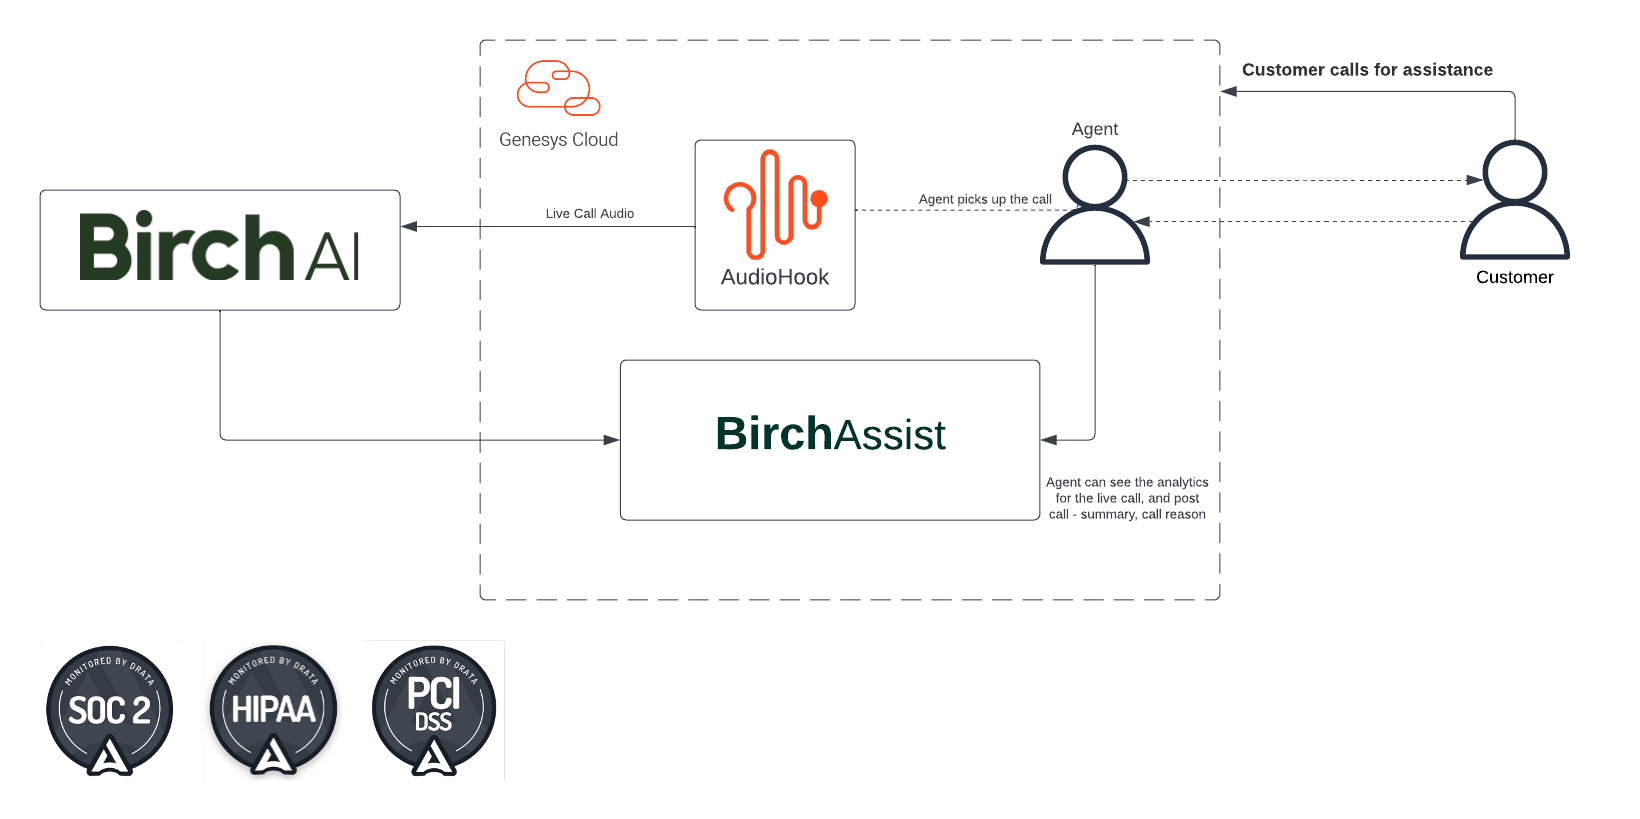 Customer calls for assistance
Genesys Cloud
Agent
Agent picks up the call
Live Call Audio
Birch AI
AudioHook
Customer
BirchAssist
Agent can see the analytics
for the live call, and post
call - summary, call reason
MONITORED BY DRATA
SOC 2
MONITORED BY DRATA
HIPAA
MONITORED BY DRATA
PCI
DSS